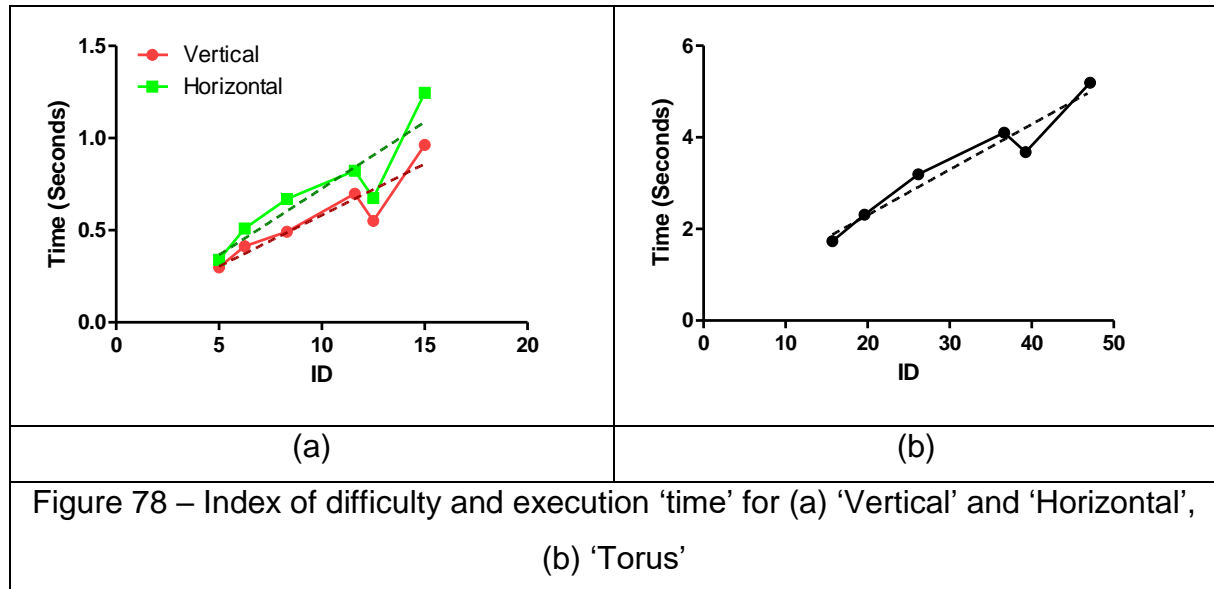 1.5
1.0
0.5
0.0
Time (Seconds)
Vertical
Horizontal
0 5 10 15 20
ID
6
4
2
0
Time (Seconds)
0 10 20 30 40 50
ID
(a)
(b)
Figure 78 – Index of difficulty and execution ‘time’ for (a) ‘Vertical’ and ‘Horizontal’,
(b) ‘Torus’